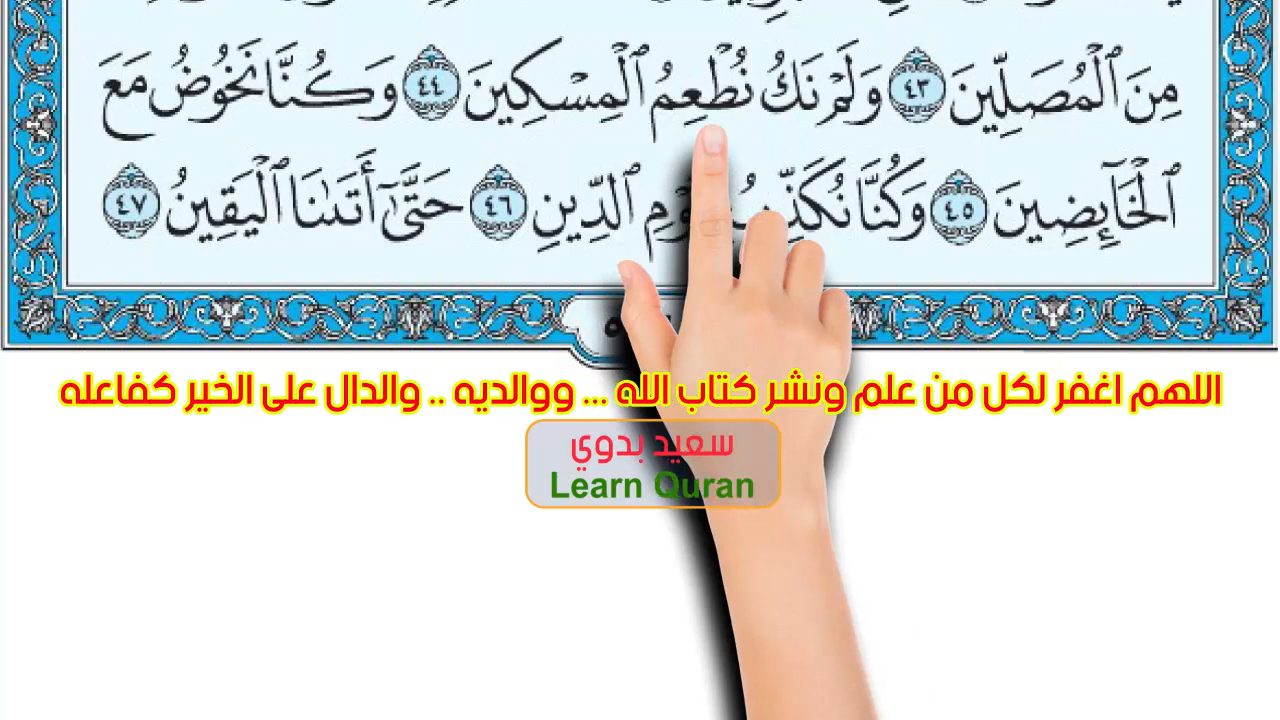 مِنَ ٱلْمُصَلِّينَ ٤٣ وَلَمْ نَكُ نُطْعِمُ ٱلْمِسْكِينَ ٤٤ وَكُنَّا نَخُوضُ مَعَ
ٱلْخَآئِضِينَ ٤٥ وَكُنَّا نُكَذِّبُ بِيَوْمِ ٱلدِّينِ ٤٦ حَتَّىٰٓ أَتَىٰنَا ٱلْيَقِينُ ٤٧
اللهم اغفر لكل من علم ونشر كتاب الله ... ووالديه .. والدال على الخير كفاعله
سعيد بدوي
Learn Quran